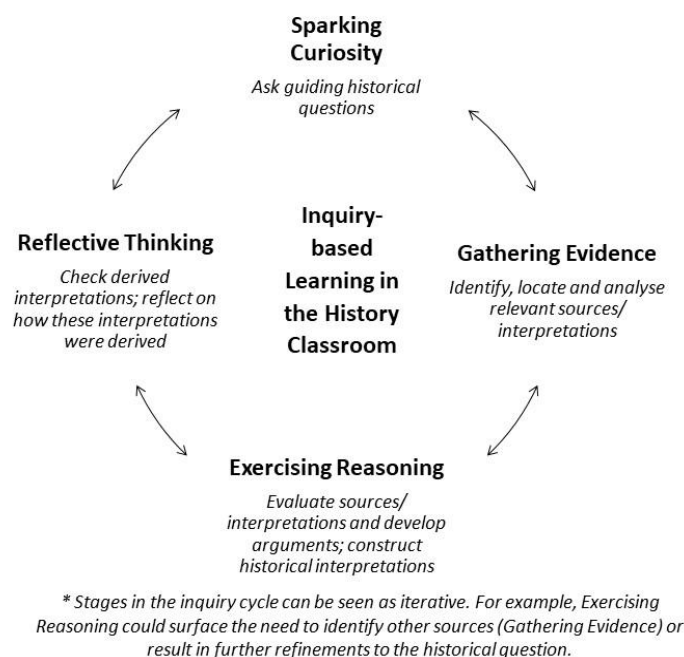 Sparking
Curiosity
Ask guiding historical
questions
Inquiry-
based
Learning in
the History
Classroom
Gathering Evidence
Identify, locate and analyse
relevant sources/
interpretations
Exercising Reasoning
Evaluate sources/
interpretations and develop
arguments; construct
historical interpretations
Reflective Thinking
Check derived
interpretations; reflect on
how these interpretations
were derived
* Stages in the inquiry cycle can be seen as iterative. For example, Exercising
Reasoning could surface the need to identify other sources (Gathering Evidence) or
result in further refinements to the historical question.